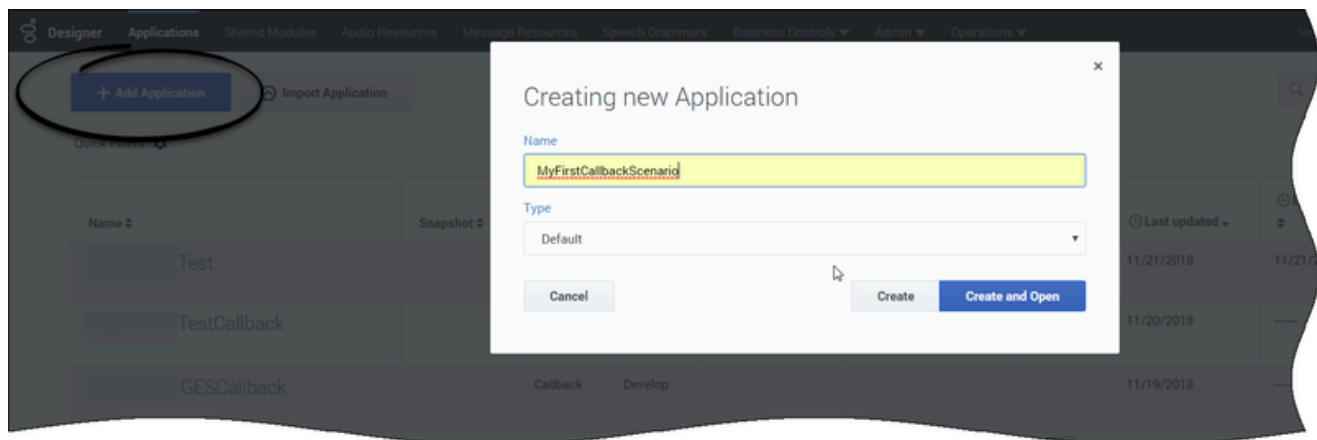 Designer Applications Shared Modules Audio Resources Message Resources Speech Grammars Business Controls Admin Operations
+ Add Application Import Application
Quick Filters
Creating new Application
Name
MyFirstCallbackScenario
Type
Default
Cancel Create Create and Open
Name Snapshot Last updated
Test 11/21/2018
TestCallback 11/20/2018
GESCallback Callback Develop 11/19/2018